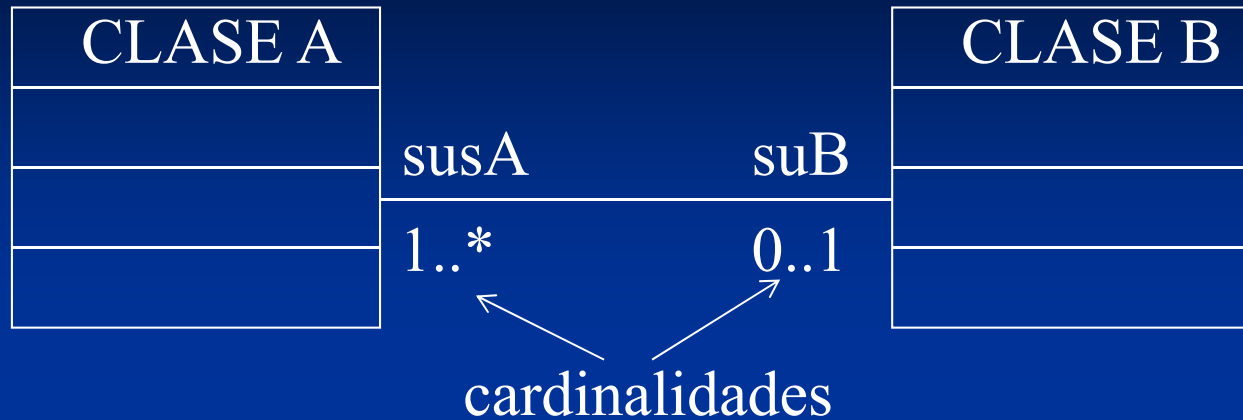 CLASE A
CLASE B
susA
suB
1..*
0..1
cardinalidades